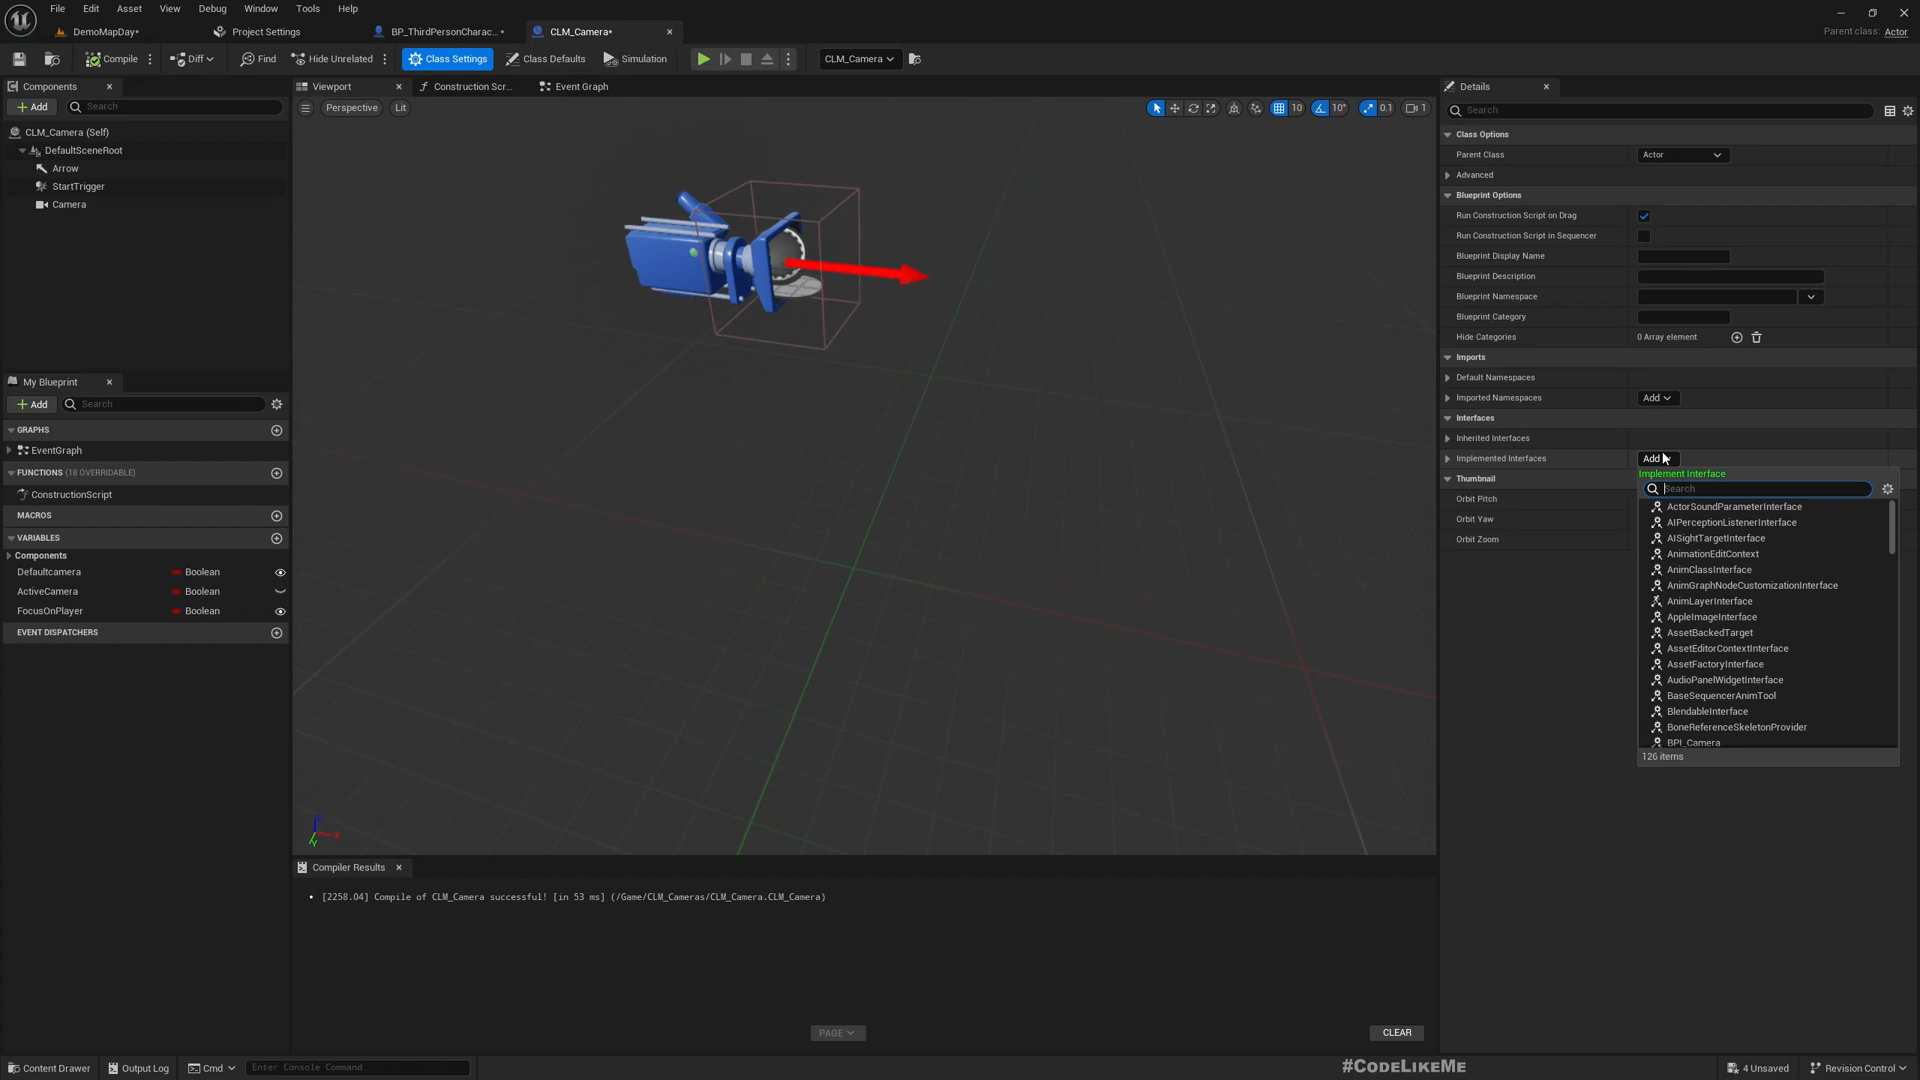 File Edit Asset View Debug Window Tools Help
DemoMapDay* Project Settings BP_ThirdPersonCharac...* CLM_Camera*
Parent class: Actor
Compile Diff Find Hide Unrelated Class Settings Class Defaults Simulation CLM_Camera
Components
Add Search
CLM_Camera (Self)
DefaultSceneRoot
Arrow
StartTrigger
Camera
My Blueprint
Add Search
GRAPHS
EventGraph
FUNCTIONS (18 OVERRIDABLE)
ConstructionScript
MACROS
VARIABLES
Components
Defaultcamera Boolean
ActiveCamera Boolean
FocusOnPlayer Boolean
EVENT DISPATCHERS
Viewport Construction Scr... Event Graph
Perspective Lit
10 10° 0.1 1
Compiler Results
[2258.04] Compile of CLM_Camera successful! [in 53 ms] (/Game/CLM_Cameras/CLM_Camera.CLM_Camera)
PAGE CLEAR
Details
Search
Class Options
Parent Class Actor
Advanced
Blueprint Options
Run Construction Script on Drag
Run Construction Script in Sequencer
Blueprint Display Name
Blueprint Description
Blueprint Namespace
Blueprint Category
Hide Categories 0 Array element
Imports
Default Namespaces
Imported Namespaces Add
Interfaces
Inherited Interfaces
Implemented Interfaces Add
Thumbnail
Orbit Pitch
Orbit Yaw
Orbit Zoom
Implement Interface
Search
ActorSoundParameterInterface
AIPerceptionListenerInterface
AISightTargetInterface
AnimationEditContext
AnimClassInterface
AnimGraphNodeCustomizationInterface
AnimLayerInterface
AppleImageInterface
AssetBackedTarget
AssetEditorContextInterface
AssetFactoryInterface
AudioPanelWidgetInterface
BaseSequencerAnimTool
BlendableInterface
BoneReferenceSkeletonProvider
BPI_Camera
126 items
Content Drawer Output Log Cmd Enter Console Command
#CodeLikeMe
4 Unsaved Revision Control